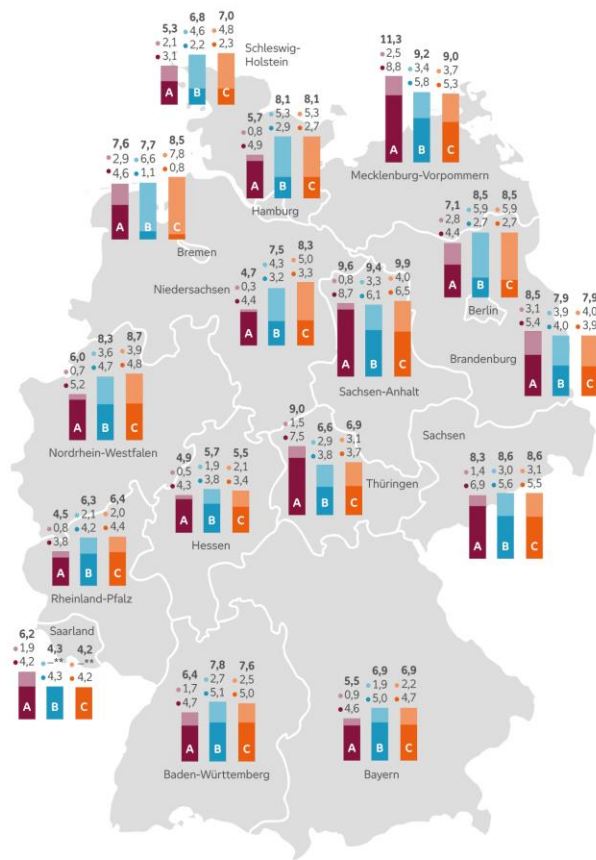 5,3 6,8 7,0
2,1 4,6 4,8
3,1 2,2 2,3
A B C
Schleswig-
Holstein
11,3 9,2 9,0
2,5 3,4 3,7
8,8 5,8 5,3
A B C
Mecklenburg-Vorpommern
5,7 8,1 8,1
0,8 5,3 5,3
4,9 2,9 2,7
A B C
Hamburg
7,6 7,7 8,5
2,9 6,6 7,8
4,6 1,1 0,8
A B C
Bremen
7,1 8,5 8,5
2,8 5,9 5,9
4,4 2,7 2,7
A B C
Berlin
Niedersachsen
4,7 7,5 8,3
0,3 4,3 5,0
4,4 3,2 3,3
A B C
9,6 9,4 9,9
0,8 3,3 4,0
8,7 6,1 6,5
A B C
Sachsen-Anhalt
8,5 7,9 7,9
3,1 3,9 4,0
5,4 4,0 3,9
A B C
Brandenburg
6,0 8,3 8,7
0,7 3,6 3,9
5,2 4,7 4,8
A B C
Nordrhein-Westfalen
4,9 5,7 5,5
0,5 1,9 2,1
4,3 3,8 3,4
A B C
Hessen
9,0 6,6 6,9
1,5 2,9 3,1
7,5 3,8 3,7
A B C
Thüringen
Sachsen
8,3 8,6 8,6
1,4 3,0 3,1
6,9 5,6 5,5
A B C
4,5 6,3 6,4
0,8 2,1 2,0
3,8 4,2 4,4
A B C
Rheinland-Pfalz
Saarland
6,2 4,3 4,2
1,9 –** –**
4,2 4,3 4,2
A B C
6,4 7,8 7,6
1,7 2,7 2,5
4,7 5,1 5,0
A B C
Baden-Württemberg
5,5 6,9 6,9
0,9 1,9 2,2
4,6 5,0 4,7
A B C
Bayern